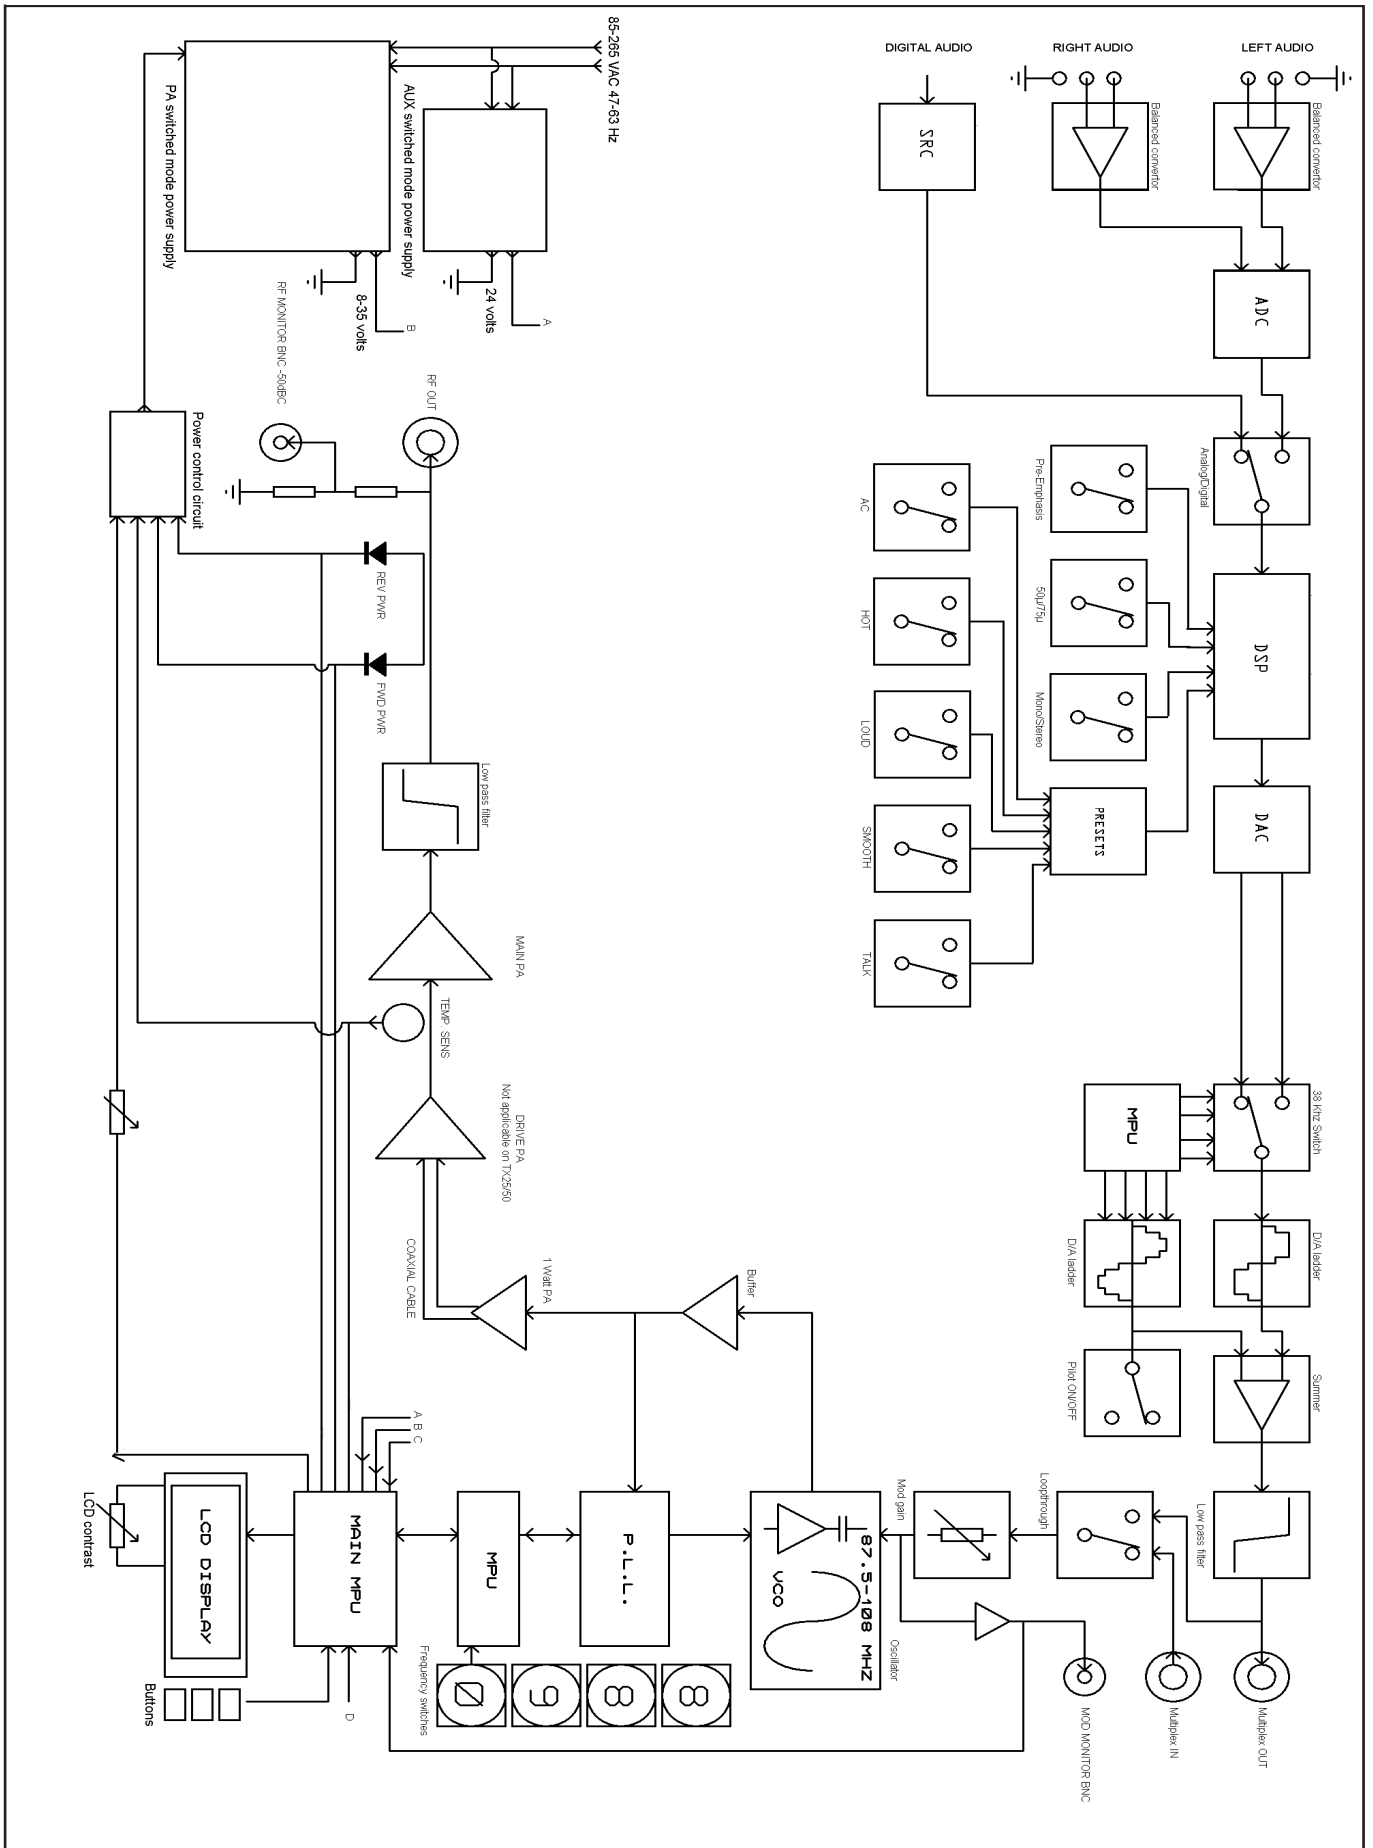 LEFT AUDIO
RIGHT AUDIO
DIGITAL AUDIO
85-265 VAC 47-63 Hz
Balanced convertor
Balanced convertor
SRC
ADC
AUX switched mode power supply
PA switched mode power supply
24 volts
8-35 volts
A
B
Analog/Digital
Pre-Emphasis
50µ/75µ
Mono/Stereo
DSP
DAC
PRESETS
AC
HOT
LOUD
SMOOTH
TALK
RF MONITOR BNC -50dBC
RF OUT
Power control circuit
REV PWR
FWD PWR
Low pass filter
MAIN PA
TEMP. SENS
DRIVE PA
Not applicable on TX25/50
COAXIAL CABLE
1 Watt PA
Buffer
38 Khz Switch
MPU
D/A ladder
D/A ladder
Summer
Pilot ON/OFF
Low pass filter
Loopthrough
Mod gain
Oscillator
87.5-108 MHZ
VCO
P.L.L.
MPU
MAIN MPU
A
B
C
D
LCD DISPLAY
LCD contrast
Buttons
Frequency switches
0
9
8
8
MOD MONITOR BNC
Multiplex IN
Multiplex OUT